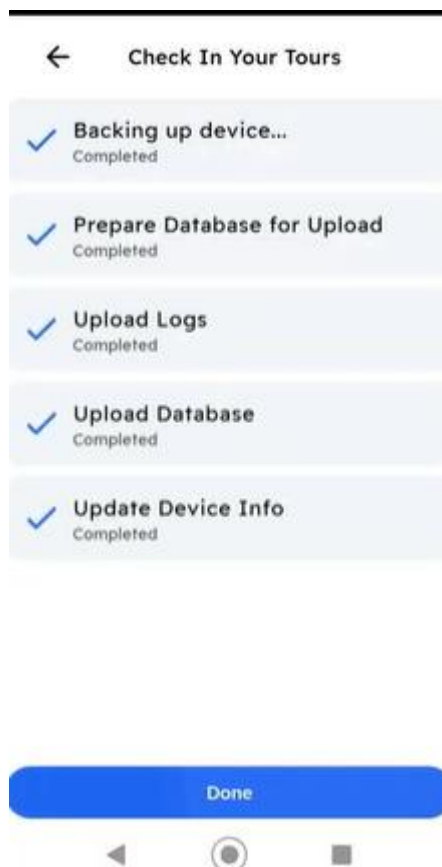 Check In Your Tours
Backing up device...
Completed
Prepare Database for Upload
Completed
Upload Logs
Completed
Upload Database
Completed
Update Device Info
Completed
Done